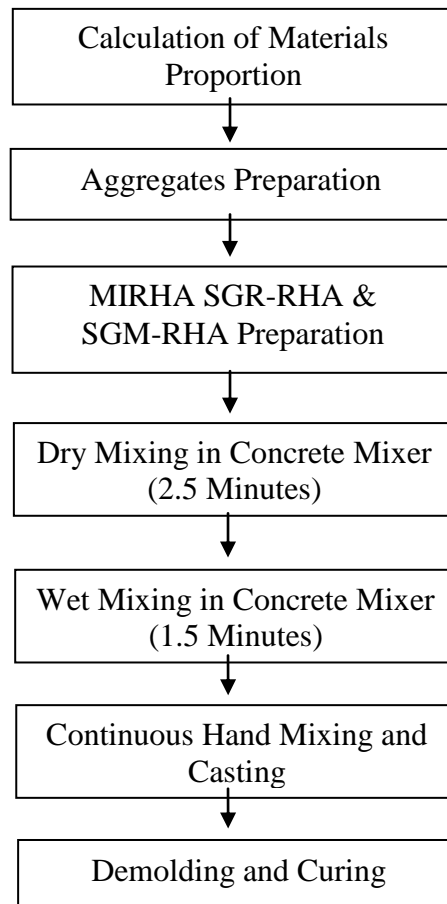 Calculation of Materials
Proportion
Aggregates Preparation
MIRHA SGR-RHA &
SGM-RHA Preparation
Dry Mixing in Concrete Mixer
(2.5 Minutes)
Wet Mixing in Concrete Mixer
(1.5 Minutes)
Continuous Hand Mixing and
Casting
Demolding and Curing